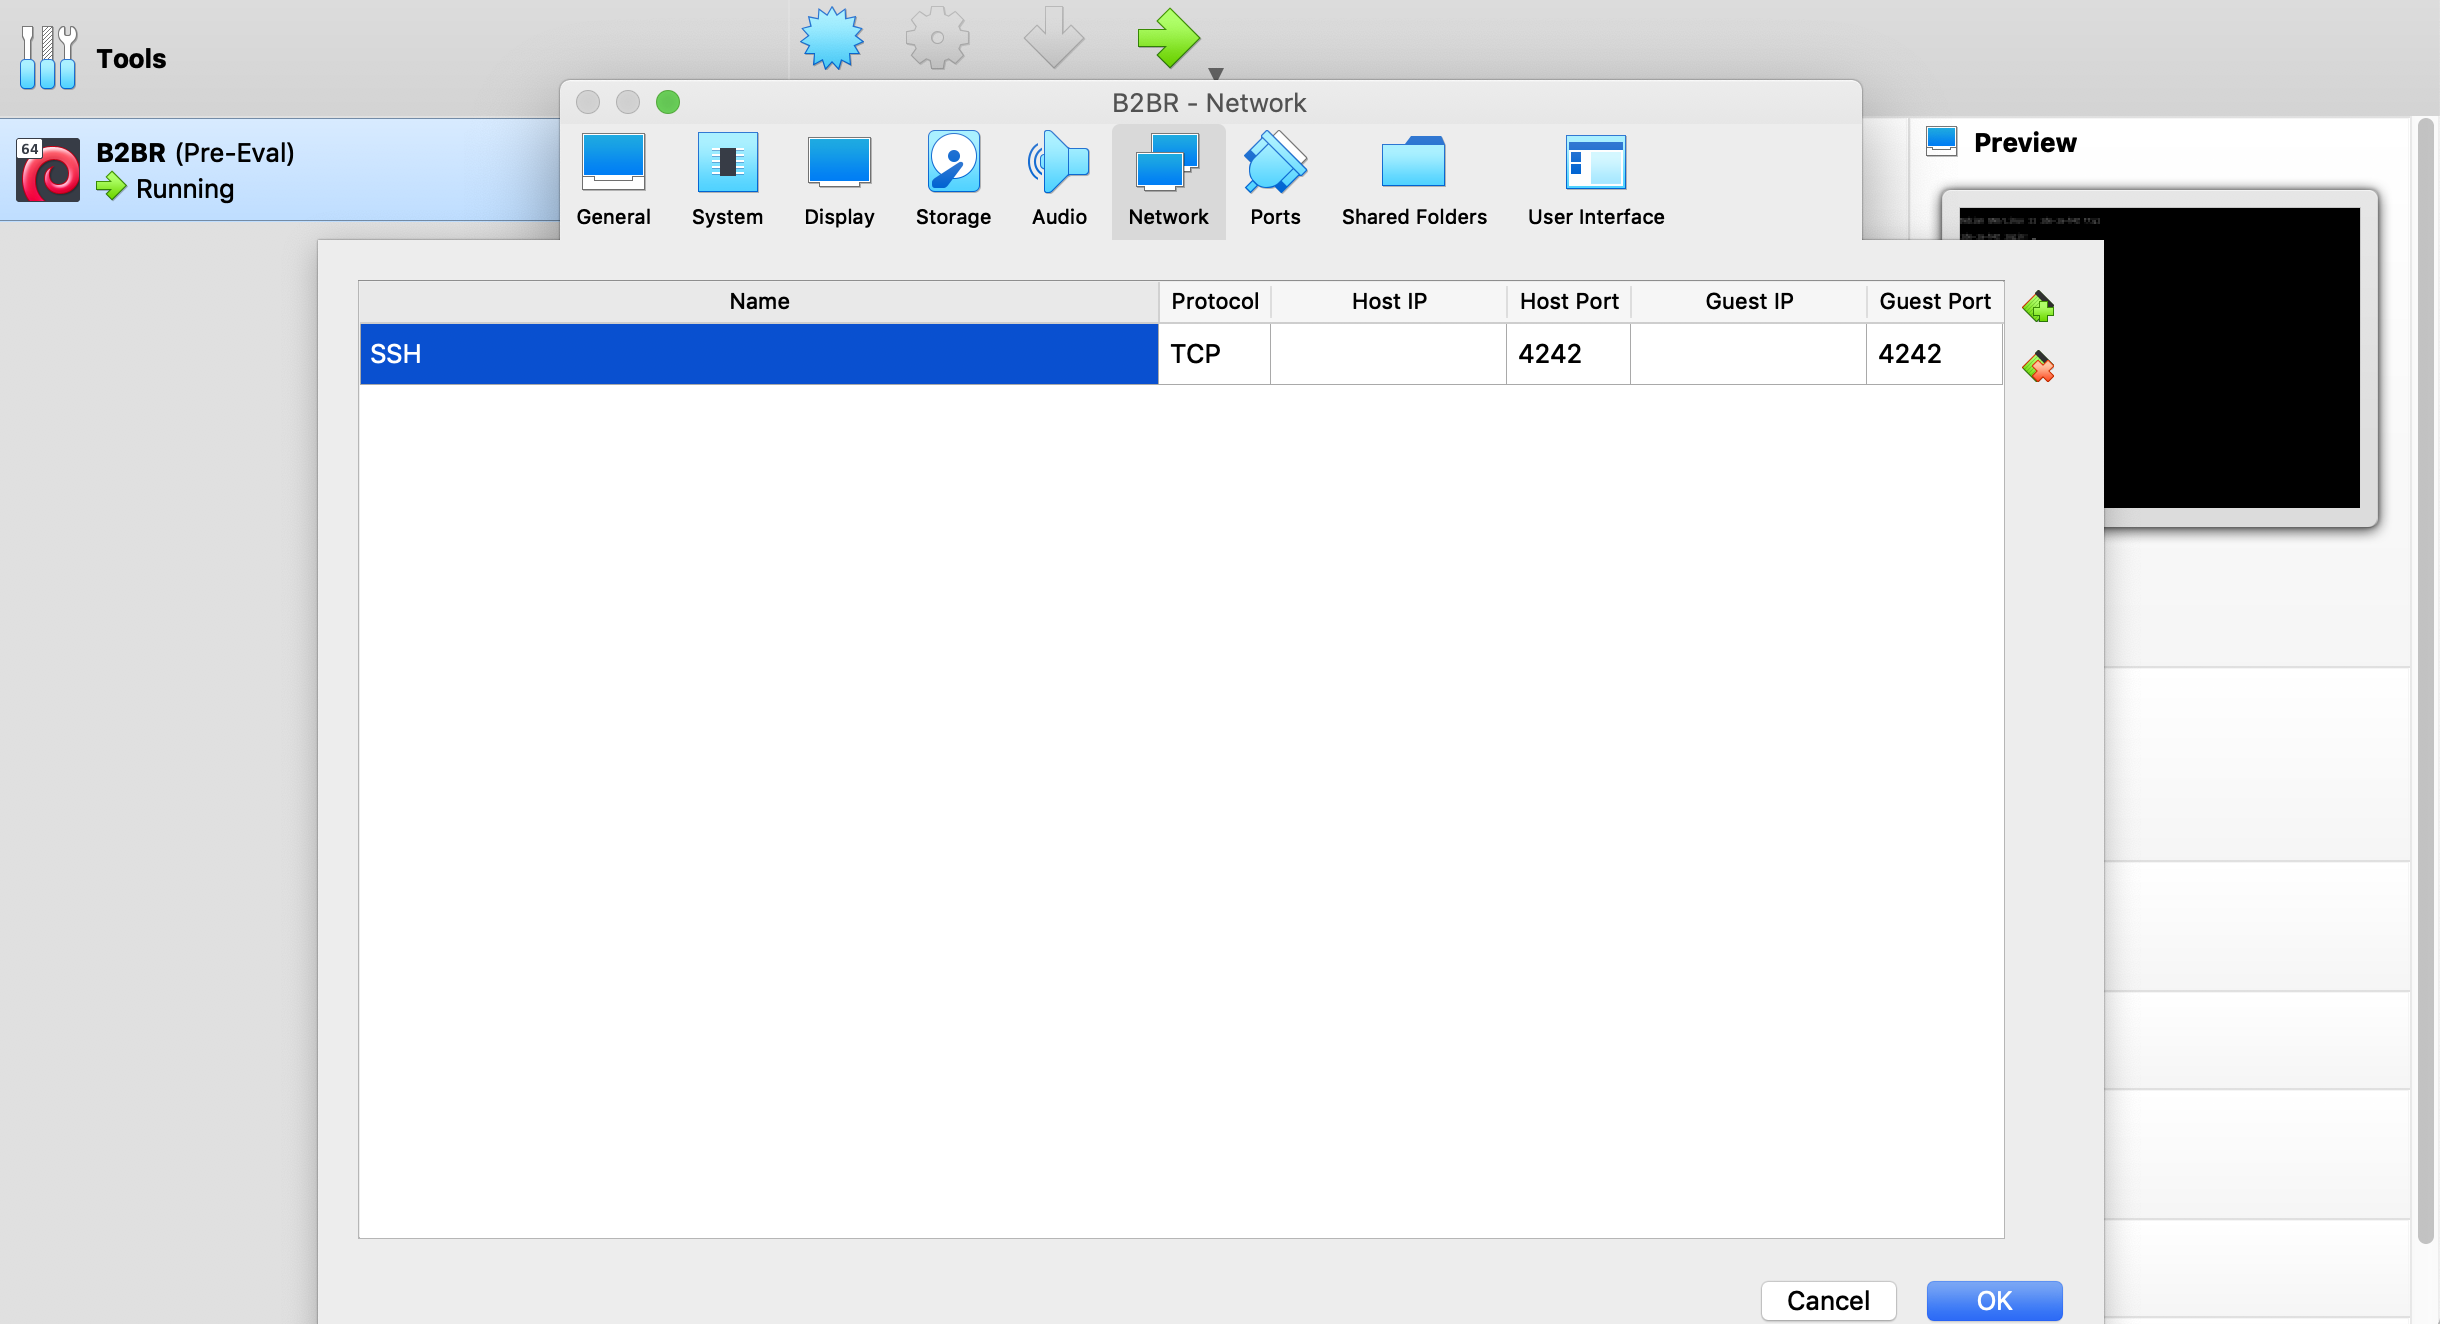 Tools
64
B2BR (Pre-Eval)
Running
B2BR - Network
General
System
Display
Storage
Audio
Network
Ports
Shared Folders
User Interface
Preview
Name
Protocol
Host IP
Host Port
Guest IP
Guest Port
SSH
TCP
4242
4242
Cancel
OK